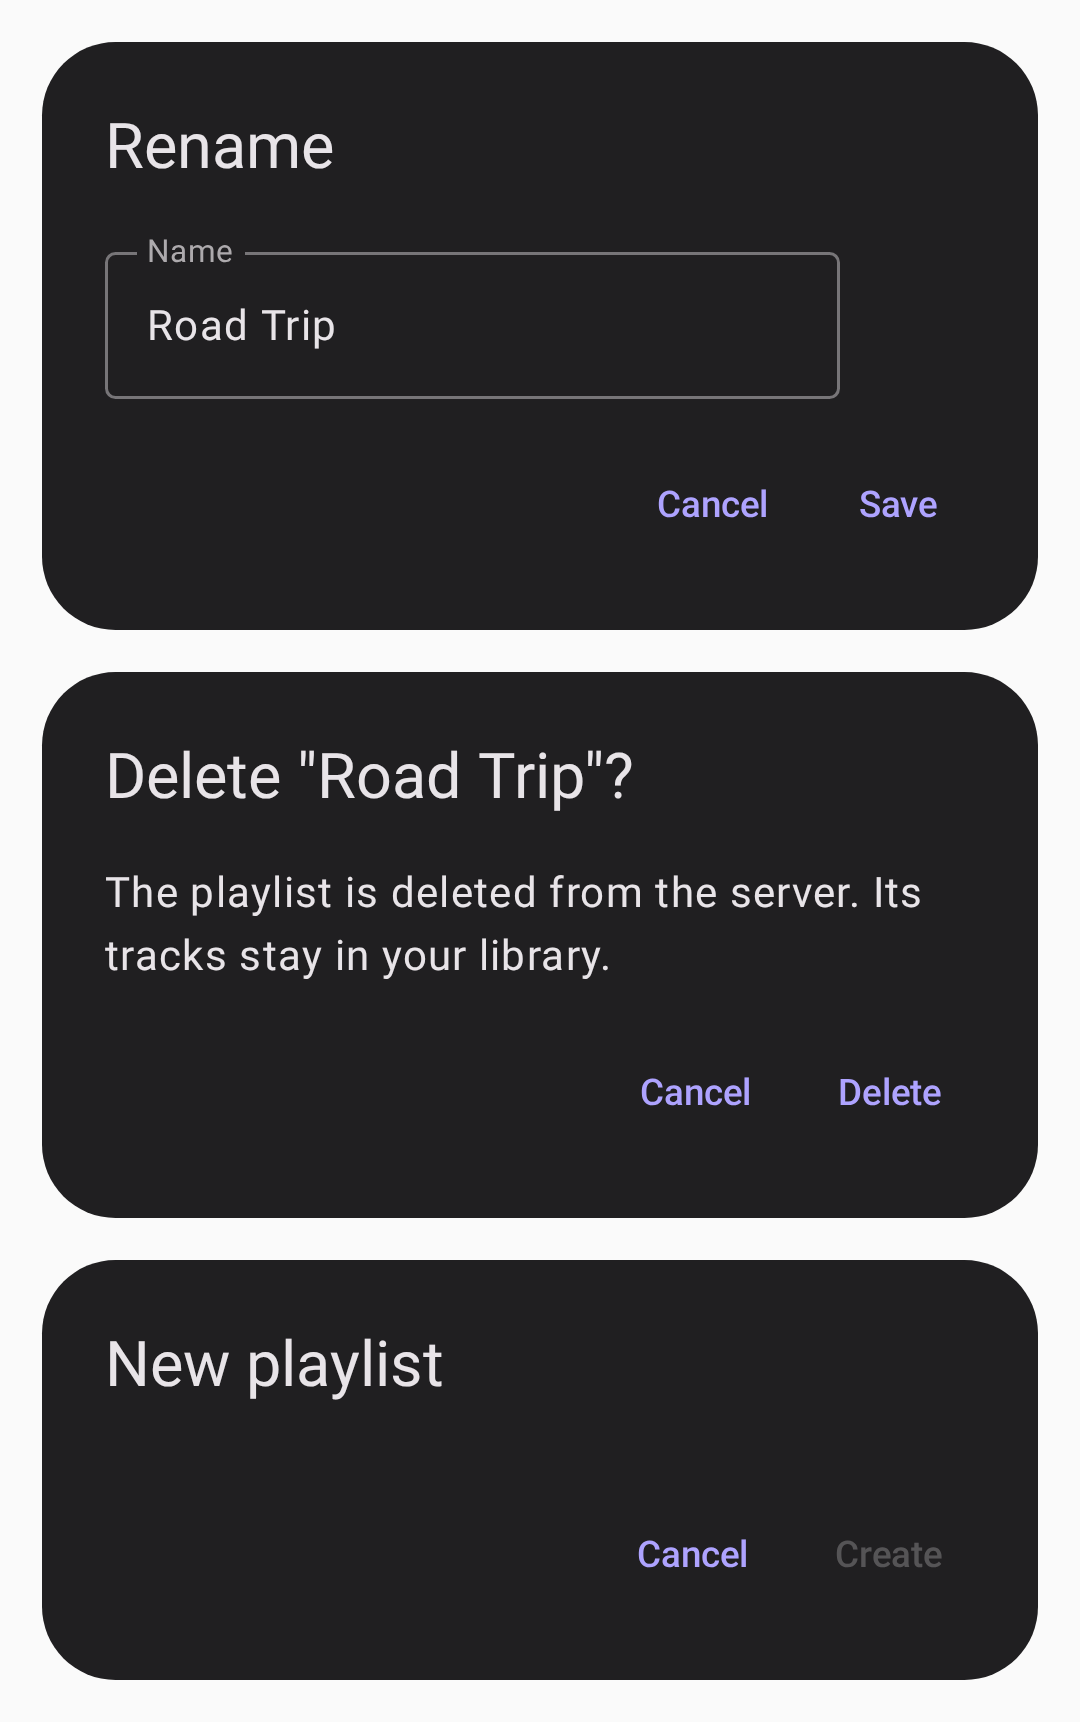 Rename
Name
Road Trip
Cancel Save
Delete "Road Trip"?
The playlist is deleted from the server. Its
tracks stay in your library.
Cancel Delete
New playlist
Cancel Create